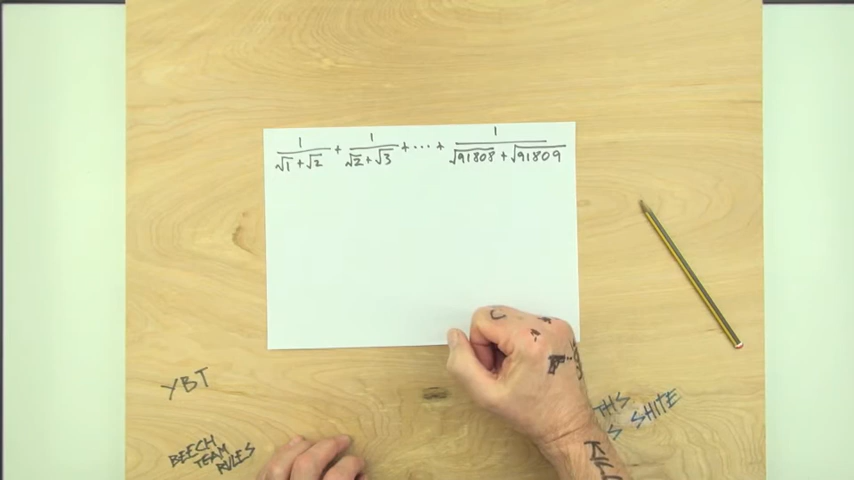 1/(√1 + √2) + 1/(√2 + √3) + ··· + 1/(√91808 + √91809)
YBT
BEECH
TEAM
RULES
THIS
IS SHITE